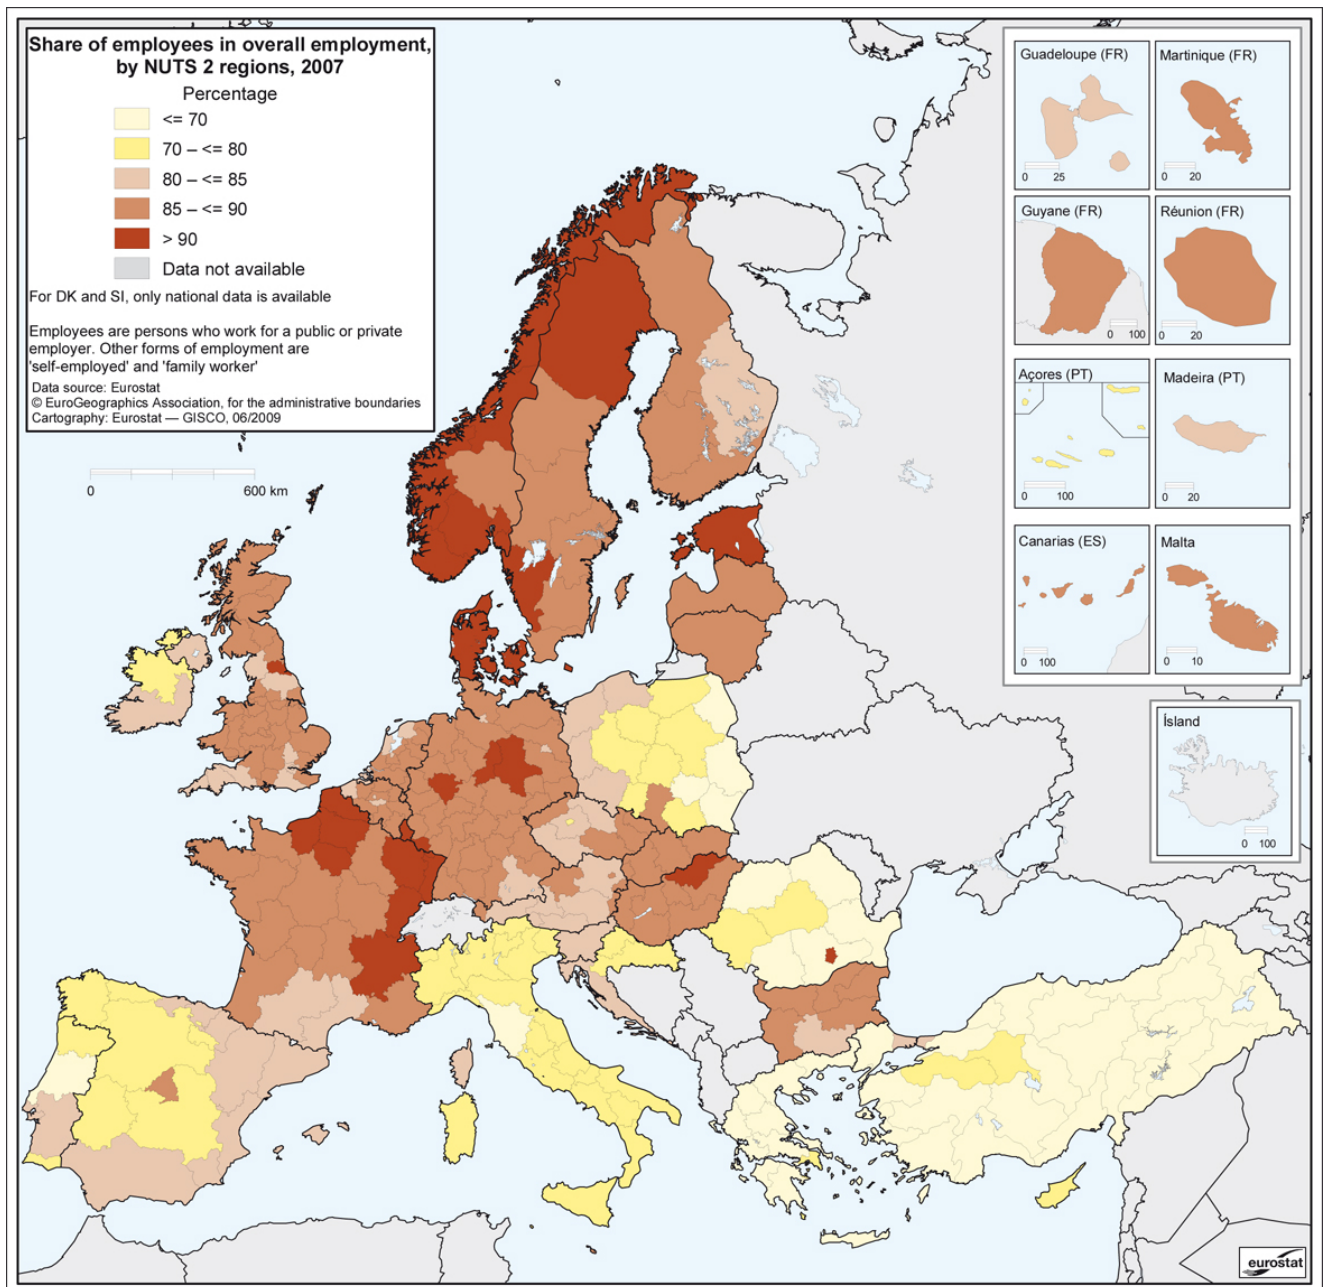 Share of employees in overall employment,
by NUTS 2 regions, 2007
Percentage
<= 70
70 – <= 80
80 – <= 85
85 – <= 90
> 90
Data not available
For DK and SI, only national data is available
Employees are persons who work for a public or private
employer. Other forms of employment are
'self-employed' and 'family worker'
Data source: Eurostat
© EuroGeographics Association, for the administrative boundaries
Cartography: Eurostat — GISCO, 06/2009
0 600 km
Guadeloupe (FR)
0 25
Martinique (FR)
0 20
Guyane (FR)
0 100
Réunion (FR)
0 20
Açores (PT)
0 100
Madeira (PT)
0 20
Canarias (ES)
0 100
Malta
0 10
Ísland
0 100
eurostat